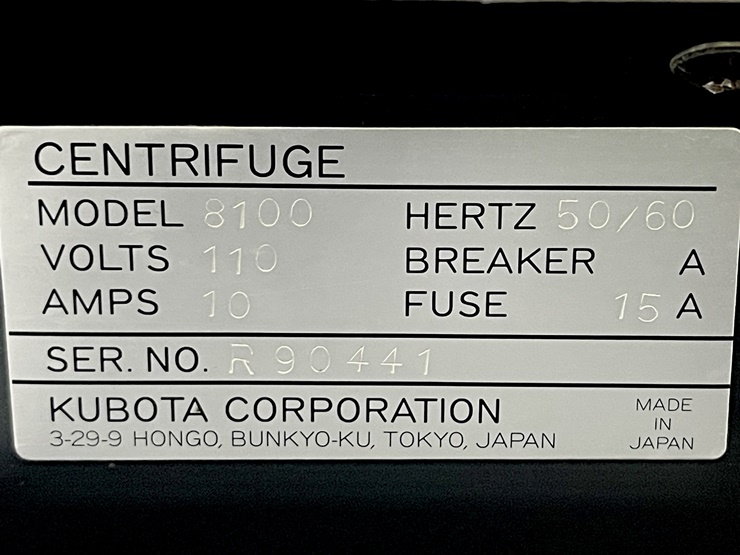 CENTRIFUGE
MODEL 8100 HERTZ 50/60
VOLTS 110 BREAKER A
AMPS 10 FUSE 15 A
SER. NO. R90441
KUBOTA CORPORATION
3-29-9 HONGO, BUNKYO-KU, TOKYO, JAPAN
MADE
IN
JAPAN